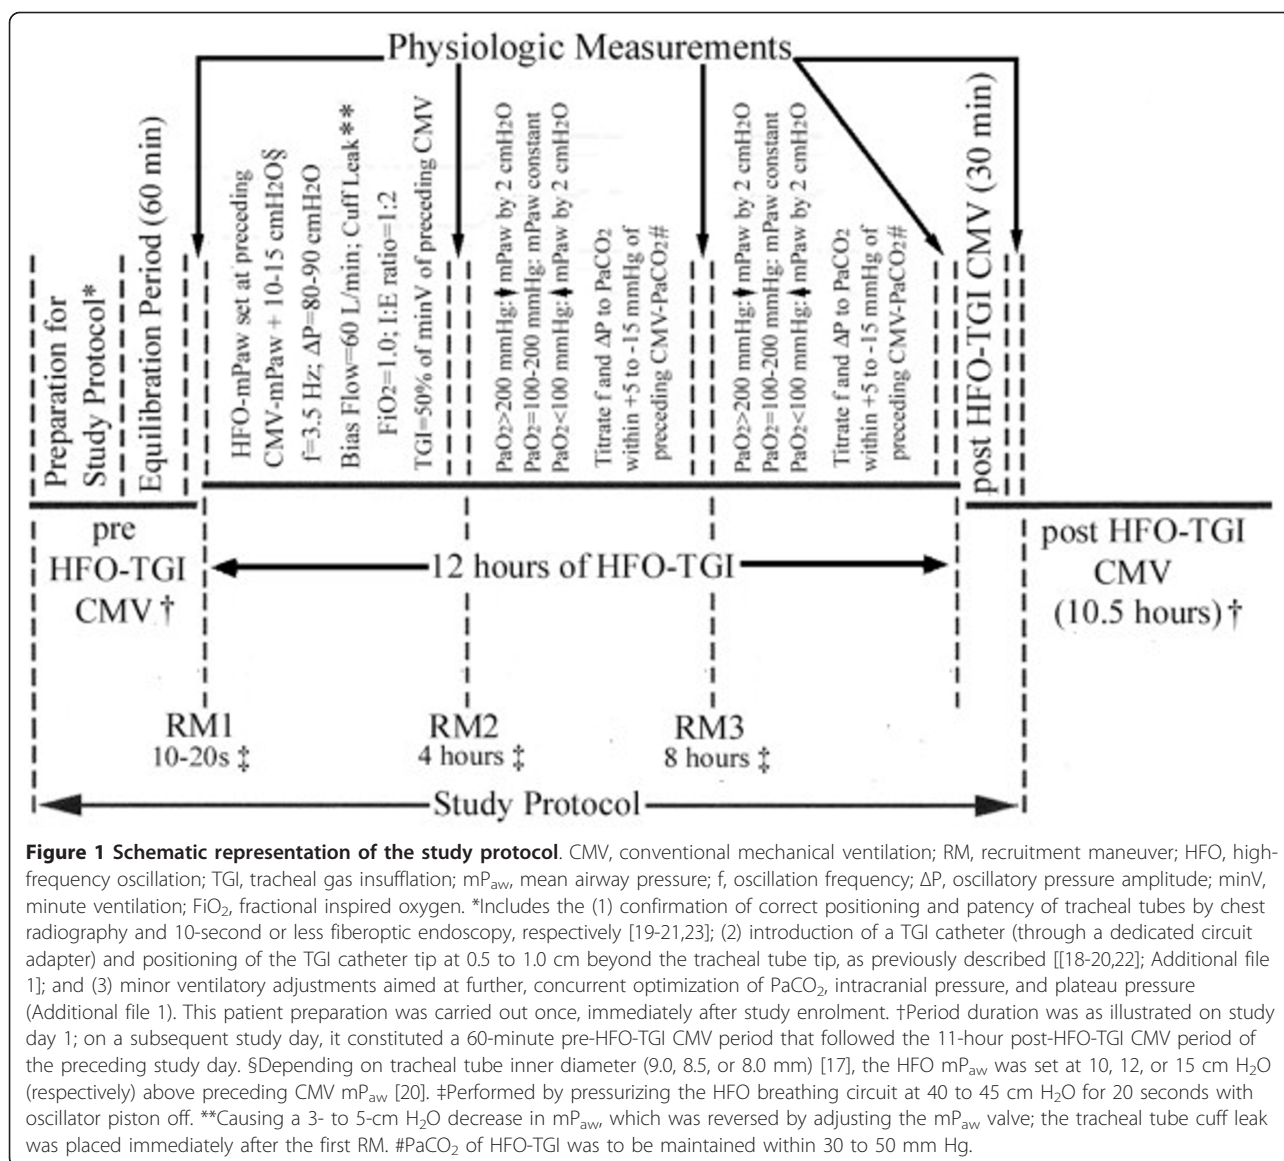 Physiologic Measurements
Preparation for
Study Protocol*
Equilibration Period (60 min)
HFO-mPaw set at preceding
CMV-mPaw + 10-15 cmH2O§
f=3.5 Hz; ΔP=80-90 cmH2O
Bias Flow=60 L/min; Cuff Leak**
FiO2=1.0; I:E ratio=1:2
TGI=50% of minV of preceding CMV
PaO2>200 mmHg:↓mPaw by 2 cmH2O
PaO2=100-200 mmHg: mPaw constant
PaO2<100 mmHg:↑mPaw by 2 cmH2O
Titrate f and ΔP to PaCO2
within +5 to -15 mmHg of
preceding CMV-PaCO2#
PaO2>200 mmHg:↓mPaw by 2 cmH2O
PaO2=100-200 mmHg: mPaw constant
PaO2<100 mmHg:↑mPaw by 2 cmH2O
Titrate f and ΔP to PaCO2
within +5 to -15 mmHg of
preceding CMV-PaCO2#
post HFO-TGI CMV (30 min)
pre
HFO-TGI
CMV †
12 hours of HFO-TGI
post HFO-TGI
CMV
(10.5 hours) †
RM1
10-20s ‡
RM2
4 hours ‡
RM3
8 hours ‡
Study Protocol
Figure 1 Schematic representation of the study protocol. CMV, conventional mechanical ventilation; RM, recruitment maneuver; HFO, high-
frequency oscillation; TGI, tracheal gas insufflation; mPaw, mean airway pressure; f, oscillation frequency; ΔP, oscillatory pressure amplitude; minV,
minute ventilation; FiO2, fractional inspired oxygen. *Includes the (1) confirmation of correct positioning and patency of tracheal tubes by chest
radiography and 10-second or less fiberoptic endoscopy, respectively [19-21,23]; (2) introduction of a TGI catheter (through a dedicated circuit
adapter) and positioning of the TGI catheter tip at 0.5 to 1.0 cm beyond the tracheal tube tip, as previously described [[18-20,22]; Additional file
1]; and (3) minor ventilatory adjustments aimed at further, concurrent optimization of PaCO2, intracranial pressure, and plateau pressure
(Additional file 1). This patient preparation was carried out once, immediately after study enrolment. †Period duration was as illustrated on study
day 1; on a subsequent study day, it constituted a 60-minute pre-HFO-TGI CMV period that followed the 11-hour post-HFO-TGI CMV period of
the preceding study day. §Depending on tracheal tube inner diameter (9.0, 8.5, or 8.0 mm) [17], the HFO mPaw was set at 10, 12, or 15 cm H2O
(respectively) above preceding CMV mPaw [20]. ‡Performed by pressurizing the HFO breathing circuit at 40 to 45 cm H2O for 20 seconds with
oscillator piston off. **Causing a 3- to 5-cm H2O decrease in mPaw, which was reversed by adjusting the mPaw valve; the tracheal tube cuff leak
was placed immediately after the first RM. #PaCO2 of HFO-TGI was to be maintained within 30 to 50 mm Hg.